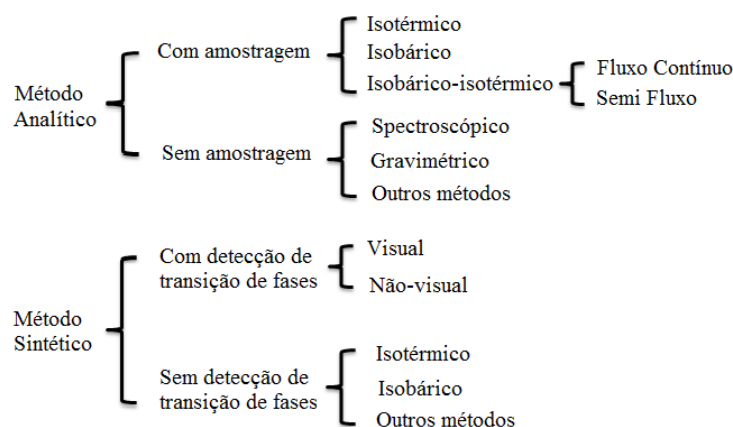 Método
Analítico
Com amostragem
Isotérmico
Isobárico
Isobárico-isotérmico
Fluxo Contínuo
Semi Fluxo
Sem amostragem
Spectroscópico
Gravimétrico
Outros métodos
Método
Sintético
Com detecção de
transição de fases
Visual
Não-visual
Sem detecção de
transição de fases
Isotérmico
Isobárico
Outros métodos